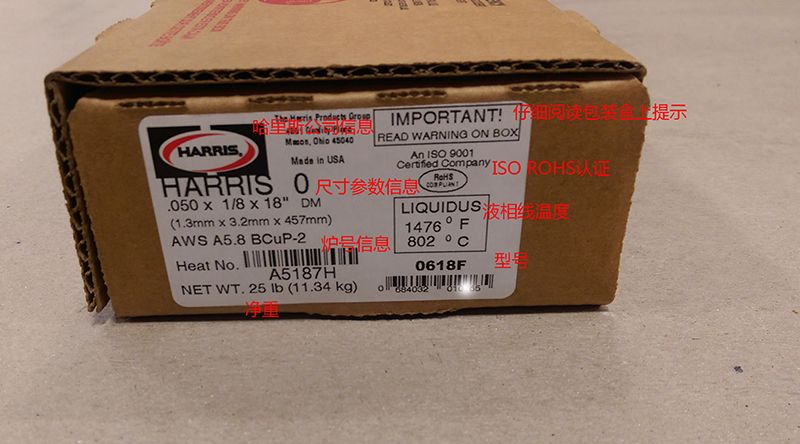 HARRIS
The Harris Products Group
哈里斯公司信息
Mason, Ohio 45040
Made in USA
IMPORTANT!
READ WARNING ON BOX
仔细阅读包装盒上提示
An ISO 9001
Certified Company
RoHS
COMPLIANT
ISO ROHS认证
HARRIS 0
尺寸参数信息
.050 x 1/8 x 18" DM
(1.3mm x 3.2mm x 457mm)
LIQUIDUS
1476 ⁰ F
802 ⁰ C
液相线温度
AWS A5.8 BCuP-2
炉号信息
Heat No.
A5187H
0618F
型号
NET WT. 25 lb (11.34 kg)
0 684032
净重